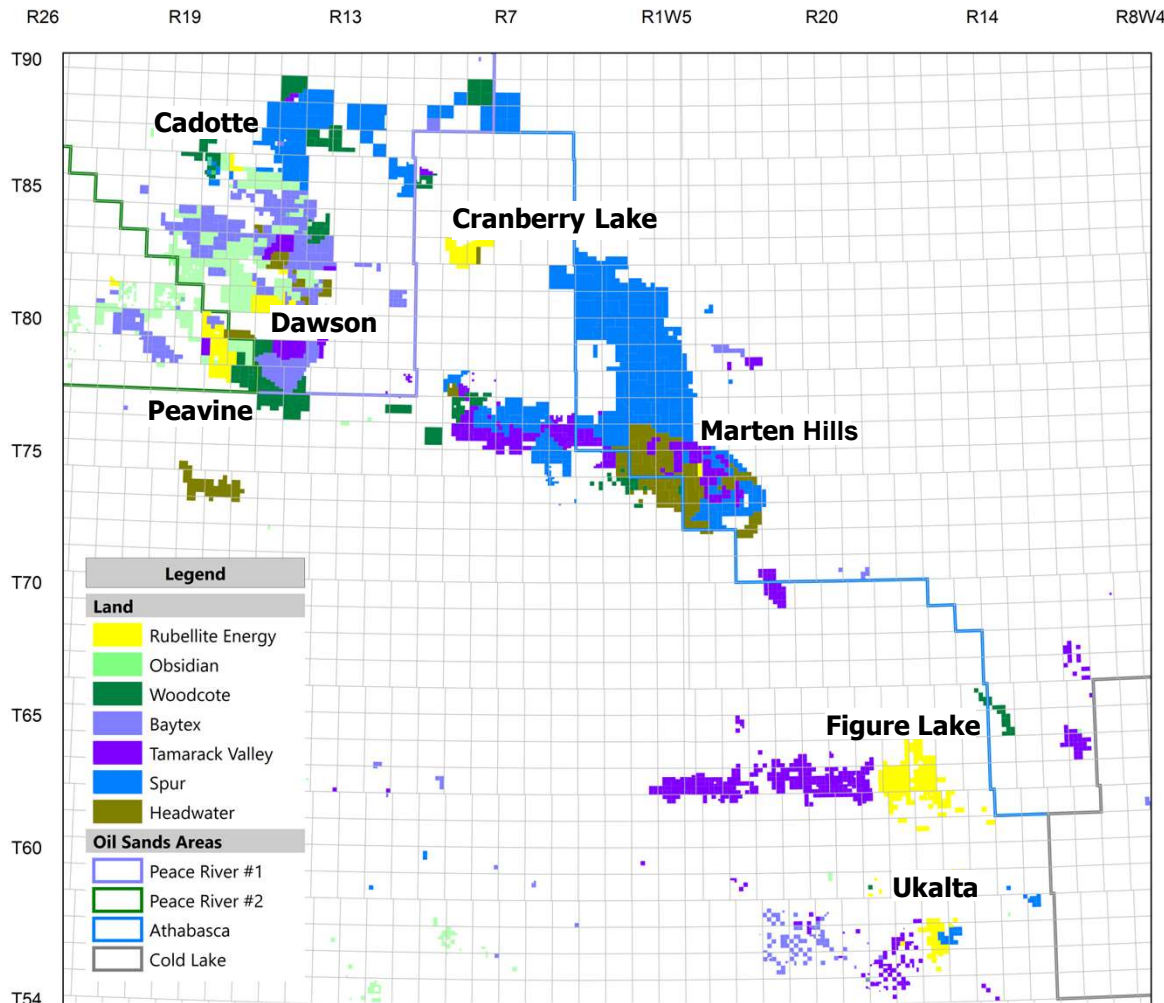 R26 R19 R13 R7 R1W5 R20 R14 R8W4
T90
Cadotte
T85
Cranberry Lake
T80
Dawson
Peavine
Marten Hills
T75
T70
Legend
Land
Rubellite Energy
Obsidian
Woodcote
Baytex
Tamarack Valley
Spur
Headwater
Oil Sands Areas
Peace River #1
Peace River #2
Athabasca
Cold Lake
T65
Figure Lake
T60
Ukalta
T54